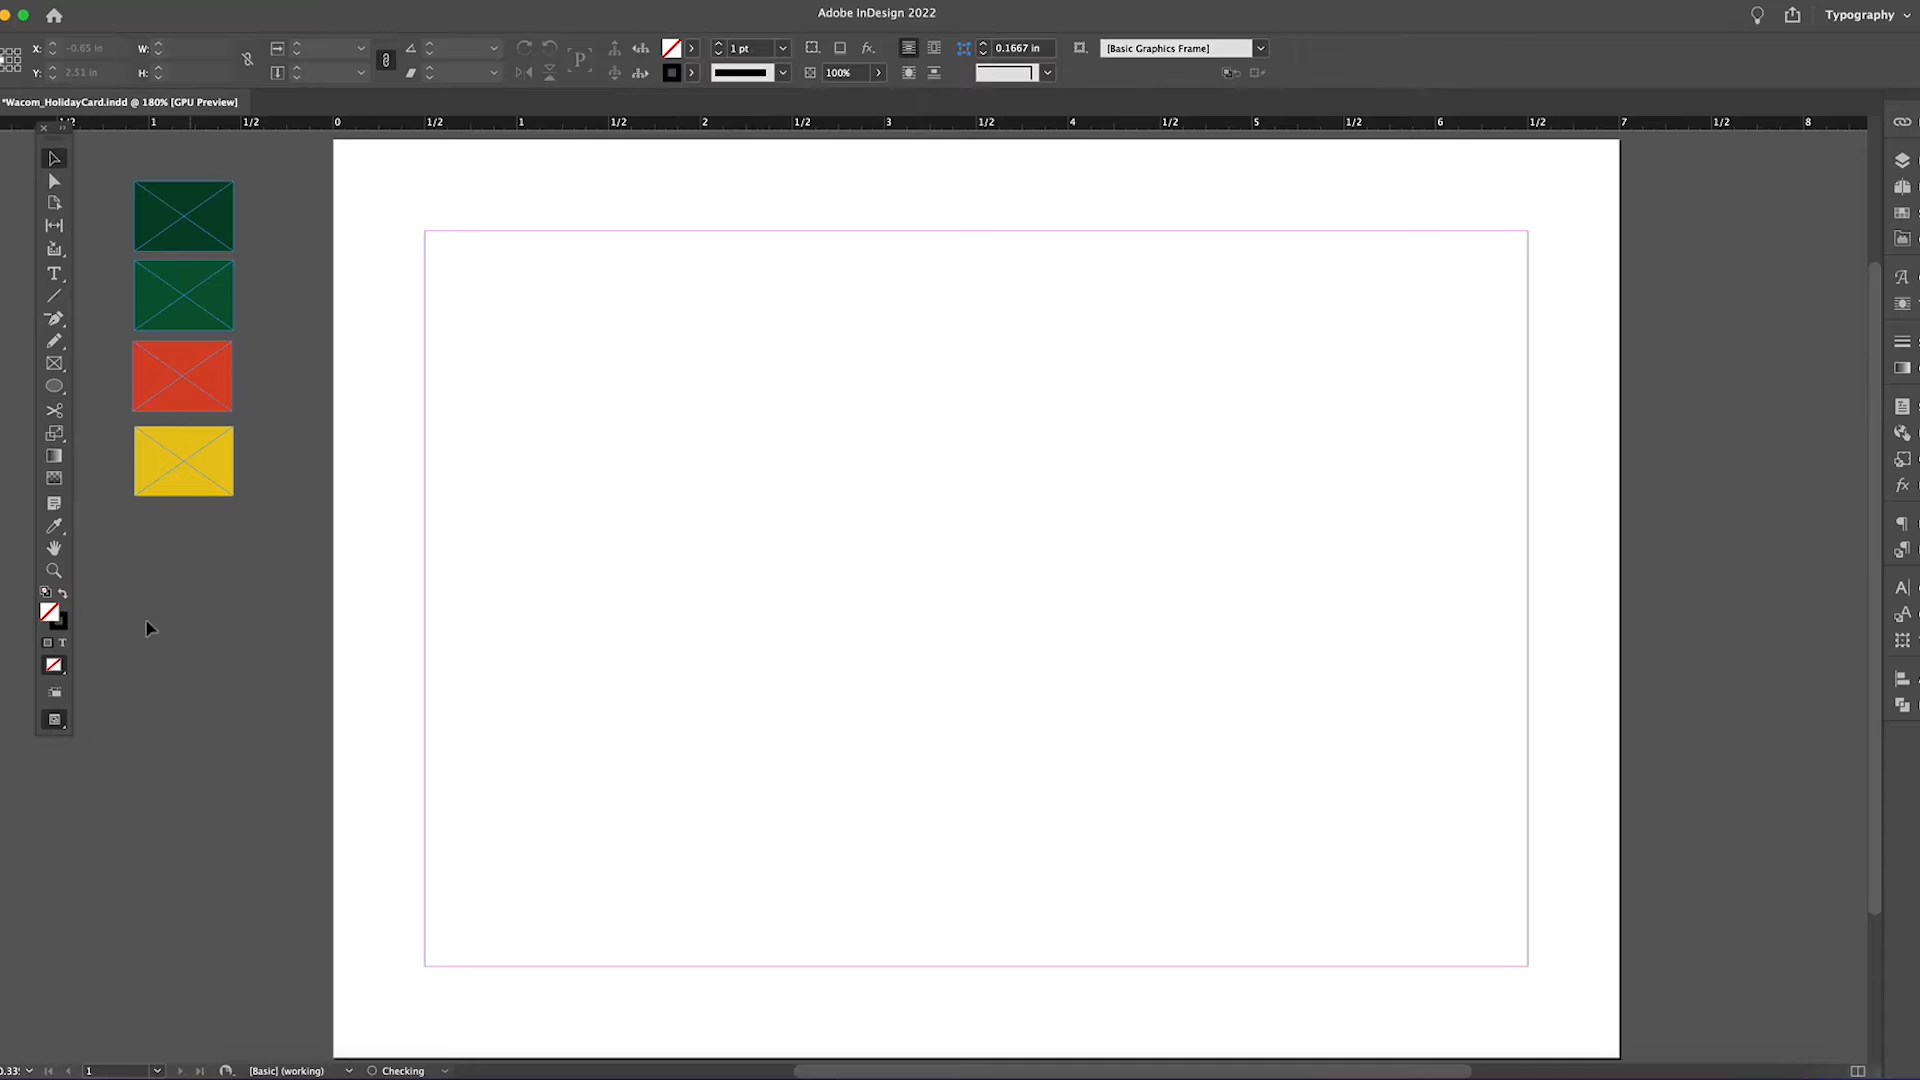 Adobe InDesign 2022
Typography
X: -0.65 in W: 1 pt 0.1667 in [Basic Graphics Frame]
Y: 2.51 in H: 100%
*Wacom_HolidayCard.indd @ 180% [GPU Preview]
1/2 1 1/2 0 1/2 1 1/2 2 1/2 3 1/2 4 1/2 5 1/2 6 1/2 7 1/2 8
1 [Basic] (working) Checking